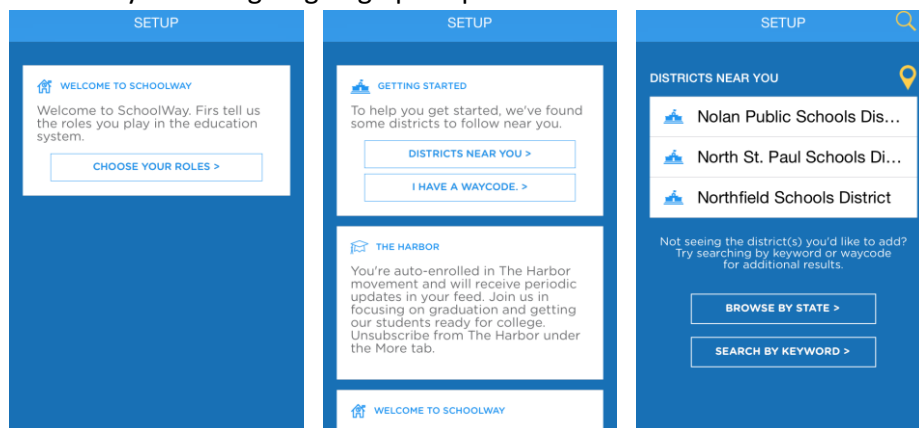 SETUP
WELCOME TO SCHOOLWAY
Welcome to SchoolWay. Firs tell us
the roles you play in the education
system.
CHOOSE YOUR ROLES >
SETUP
GETTING STARTED
To help you get started, we've found
some districts to follow near you.
DISTRICTS NEAR YOU >
I HAVE A WAYCODE. >
THE HARBOR
You're auto-enrolled in The Harbor
movement and will receive periodic
updates in your feed. Join us in
focusing on graduation and getting
our students ready for college.
Unsubscribe from The Harbor under
the More tab.
WELCOME TO SCHOOLWAY
SETUP
DISTRICTS NEAR YOU
Nolan Public Schools Dis...
North St. Paul Schools Di...
Northfield Schools District
Not seeing the district(s) you'd like to add?
Try searching by keyword or waycode
for additional results.
BROWSE BY STATE >
SEARCH BY KEYWORD >